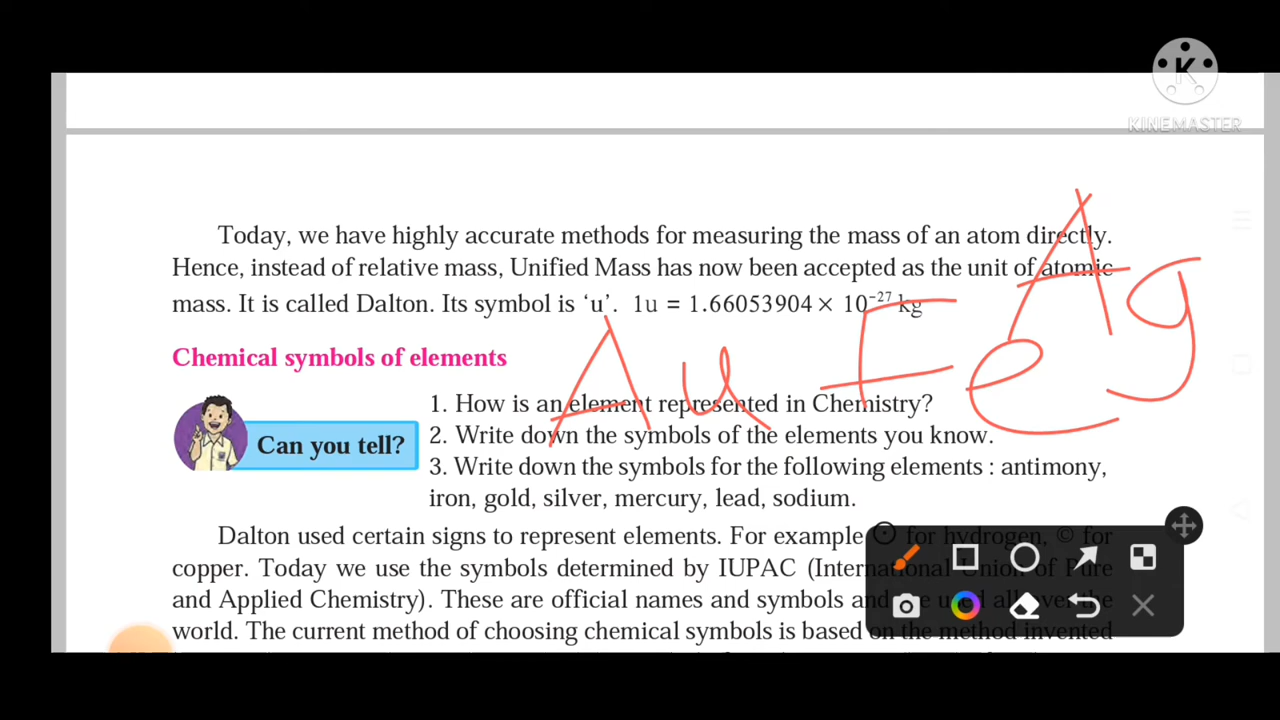 KINEMASTER
Today, we have highly accurate methods for measuring the mass of an atom directly.
Hence, instead of relative mass, Unified Mass has now been accepted as the unit of atomic
mass. It is called Dalton. Its symbol is ‘u’. 1u = 1.66053904 × 10⁻²⁷ kg
Ag
Au Fe
Chemical symbols of elements
Can you tell?
1. How is an element represented in Chemistry?
2. Write down the symbols of the elements you know.
3. Write down the symbols for the following elements : antimony,
iron, gold, silver, mercury, lead, sodium.
Dalton used certain signs to represent elements. For example ⊙ for hydrogen, © for
copper. Today we use the symbols determined by IUPAC (International Union of Pure
and Applied Chemistry). These are official names and symbols and are used all over the
world. The current method of choosing chemical symbols is based on the method invented